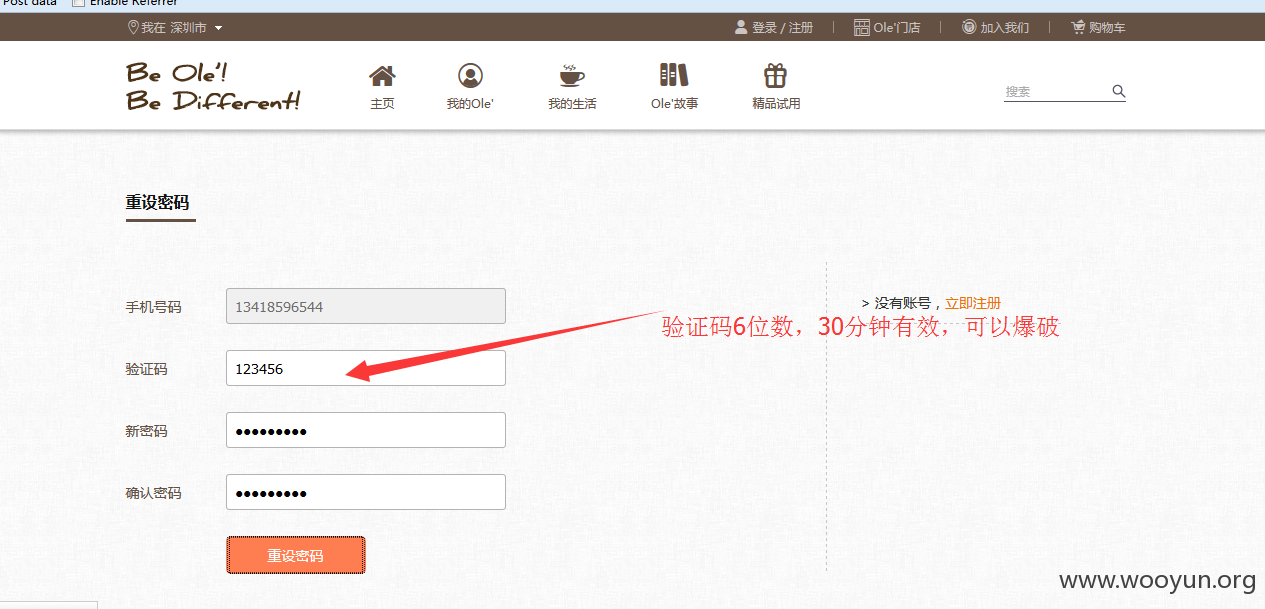 Post data Enable Referrer
我在 深圳市 登录 / 注册 Ole'门店 加入我们 购物车
Be Ole'!
Be Different!
主页 我的Ole' 我的生活 Ole'故事 精品试用 搜索
重设密码
手机号码 13418596544
> 没有账号，立即注册
验证码6位数，30分钟有效，可以爆破
验证码 123456
新密码 ●●●●●●●●●
确认密码 ●●●●●●●●●
重设密码
www.wooyun.org